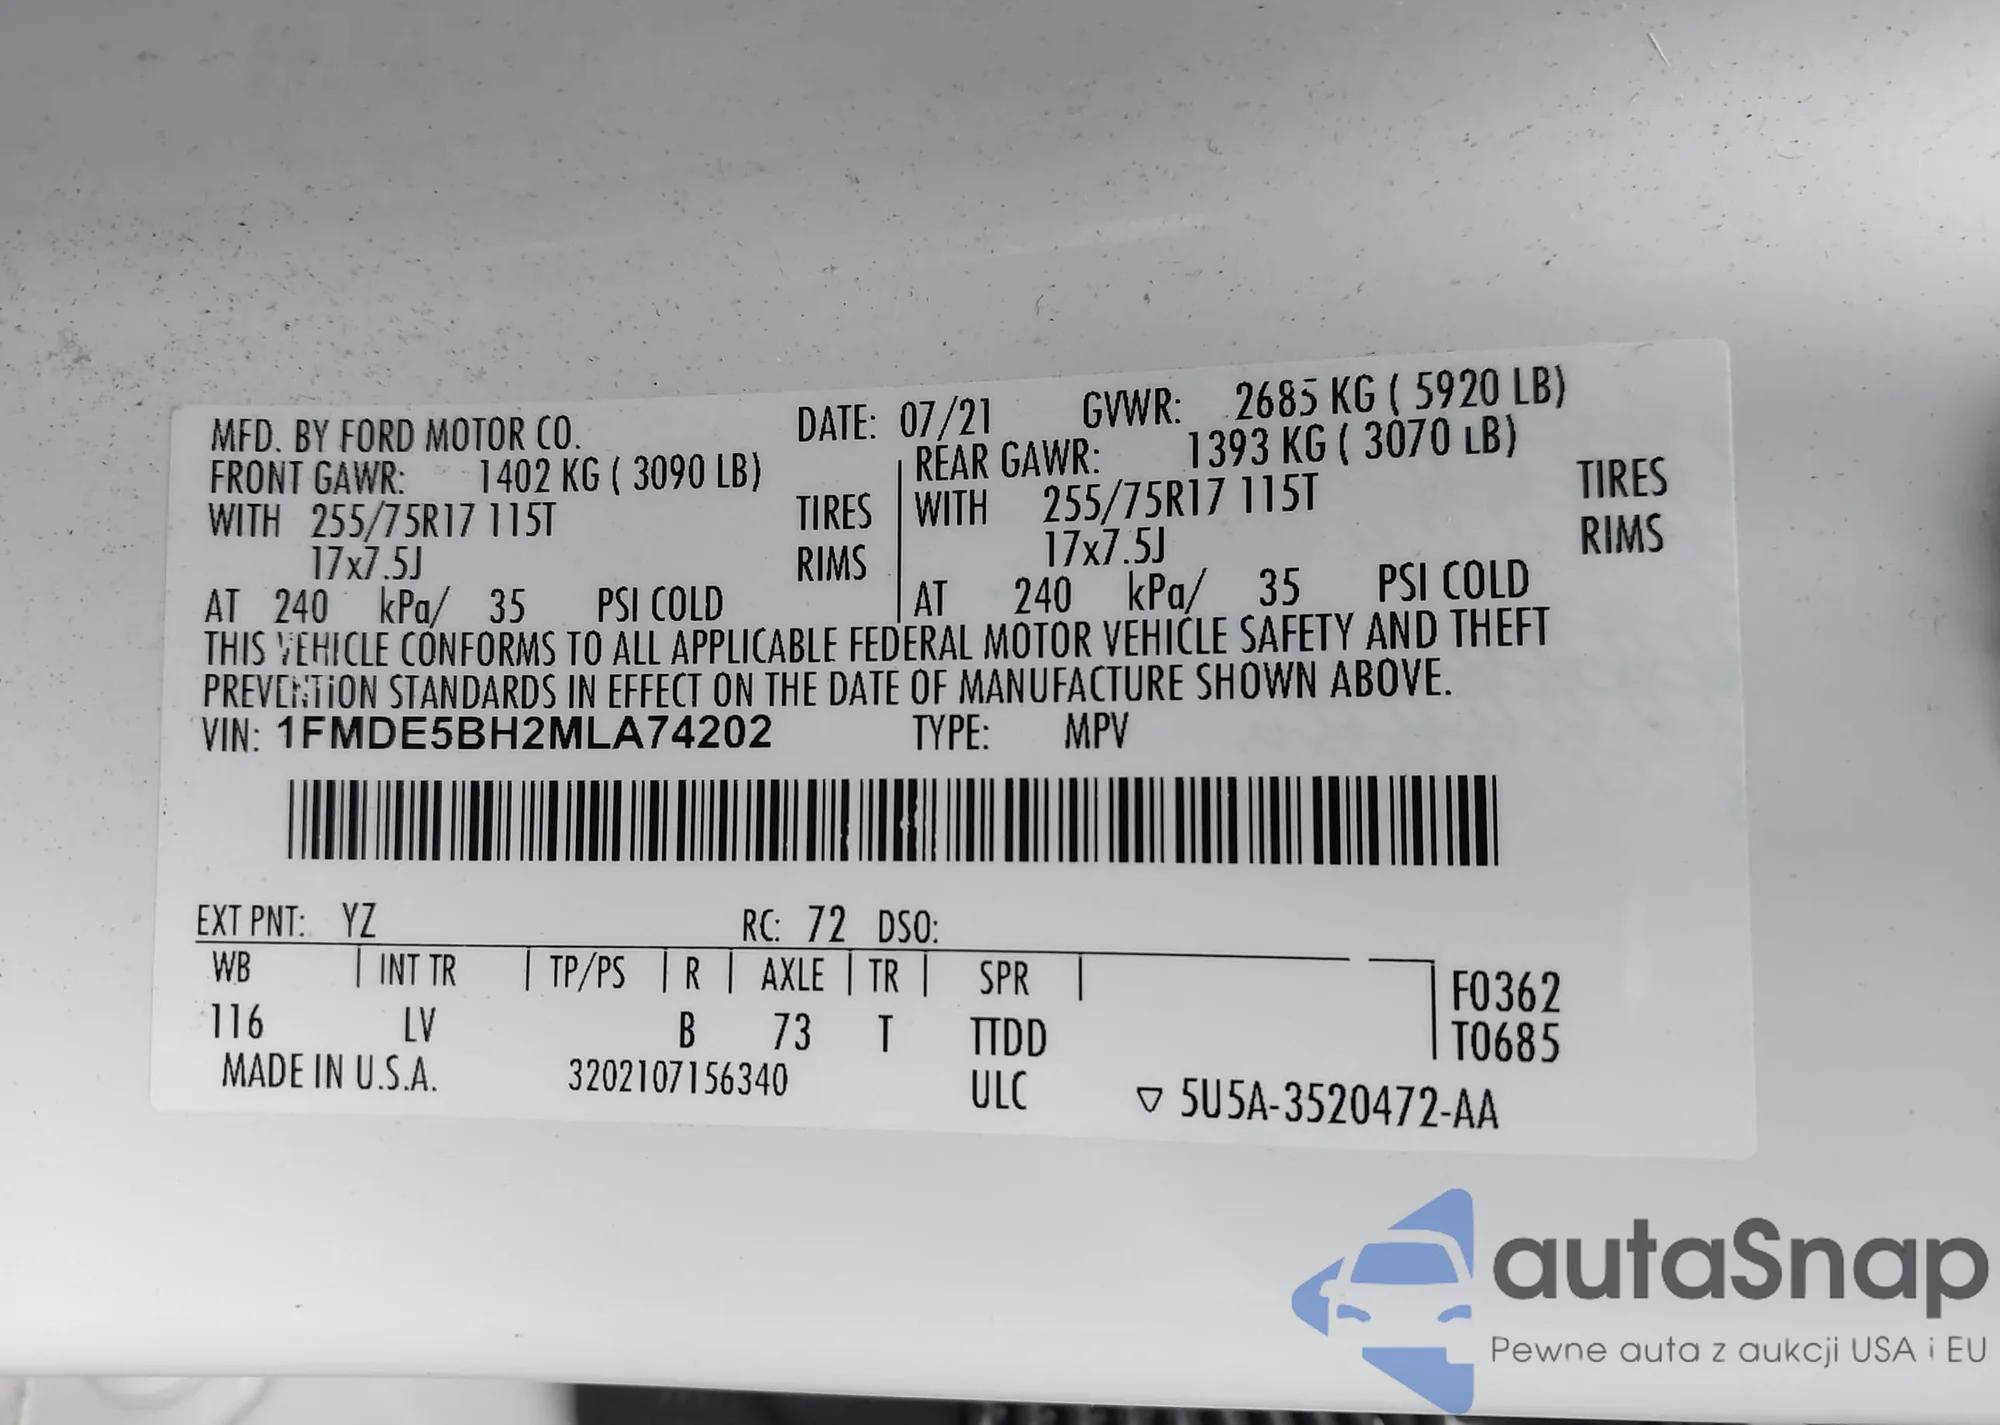 MFD. BY FORD MOTOR CO. DATE: 07/21 GVWR: 2685 KG ( 5920 LB)
FRONT GAWR: 1402 KG ( 3090 LB) REAR GAWR: 1393 KG ( 3070 LB)
WITH 255/75R17 115T TIRES WITH 255/75R17 115T TIRES
17x7.5J RIMS 17x7.5J RIMS
AT 240 kPa/ 35 PSI COLD AT 240 kPa/ 35 PSI COLD
THIS VEHICLE CONFORMS TO ALL APPLICABLE FEDERAL MOTOR VEHICLE SAFETY AND THEFT
PREVENTION STANDARDS IN EFFECT ON THE DATE OF MANUFACTURE SHOWN ABOVE.
VIN: 1FMDE5BH2MLA74202 TYPE: MPV
EXT PNT: YZ RC: 72 DSO:
WB INT TR TP/PS R AXLE TR SPR F0362
116 LV B 73 T TTDD T0685
MADE IN U.S.A. 3202107156340 ULC ▽ 5U5A-3520472-AA
autaSnap
Pewne auta z aukcji USA i EU